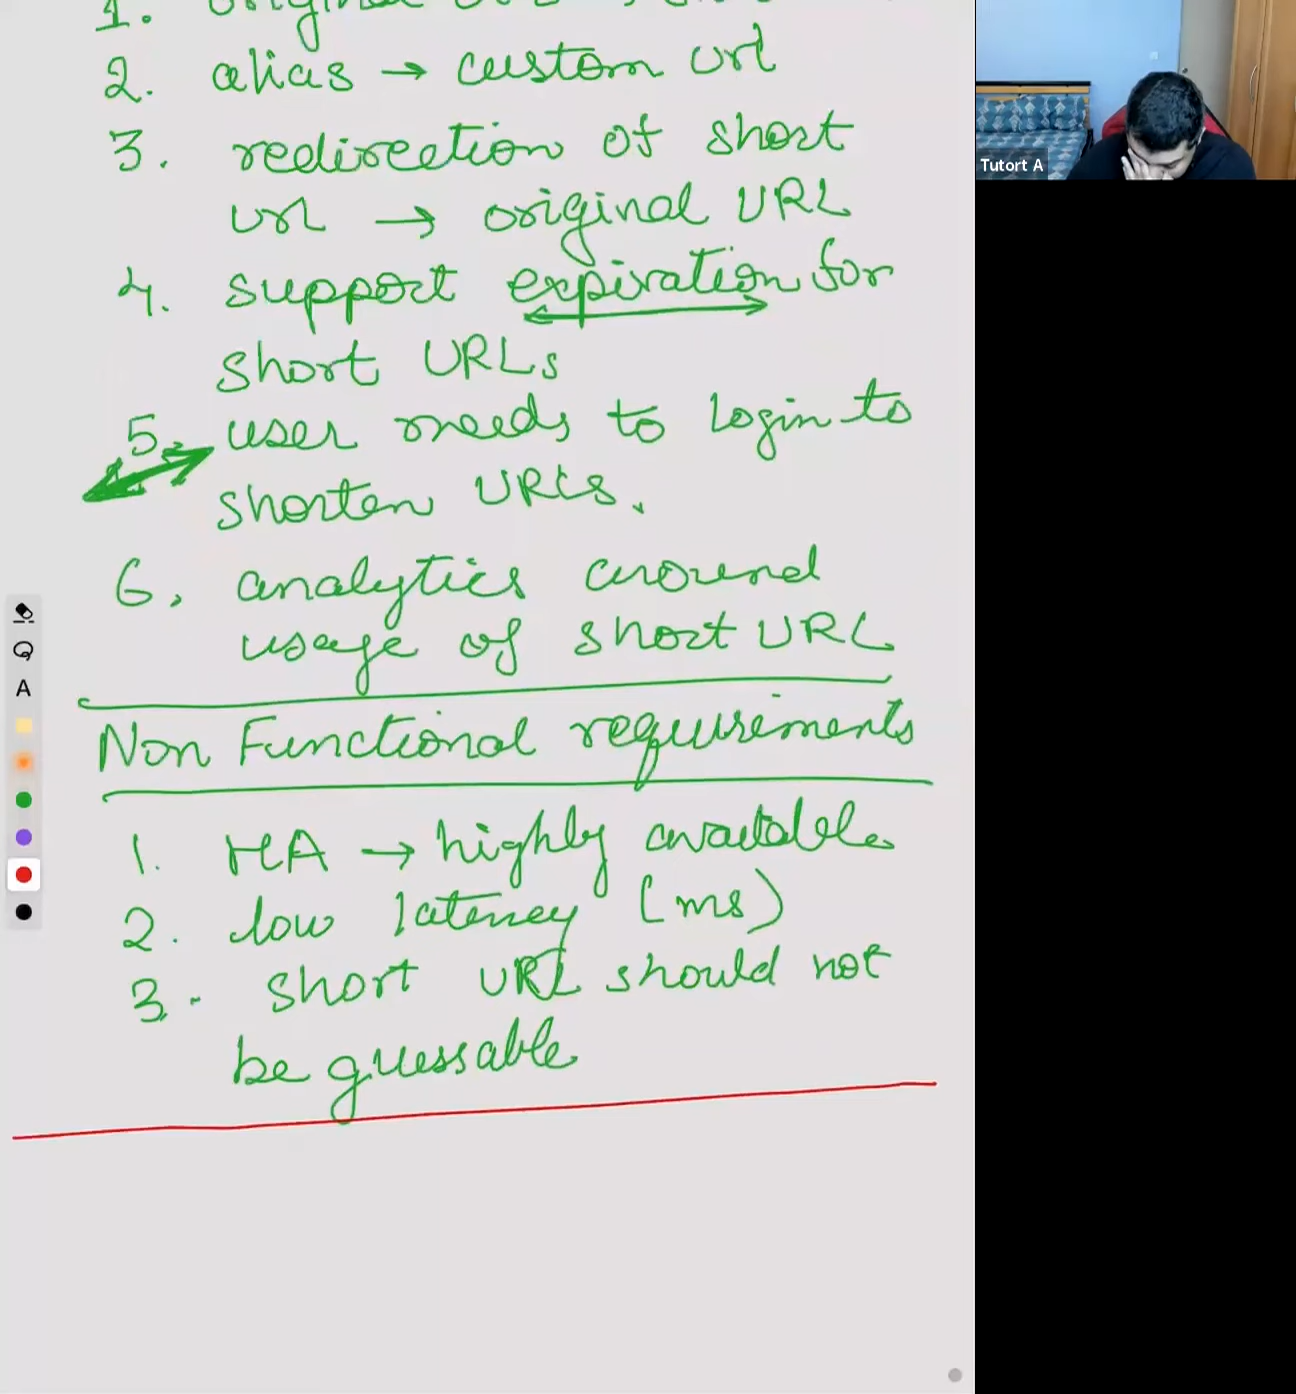 1.
2. alias → custom url
3. redirection of short
url → original URL
4. support expiration for
short URLs
5. user needs to login to
shorten URLs.
6. analytics around
usage of short URL
Non Functional requirements
1. HA → highly available
2. low latency (ms)
3. short URL should not
be guessable
A
Tutort A